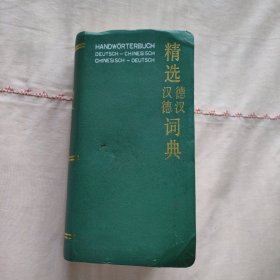 HANDWÖRTERBUCH
DEUTSCH – CHINESISCH
CHINESISCH – DEUTSCH
精选
德汉
汉德
词典